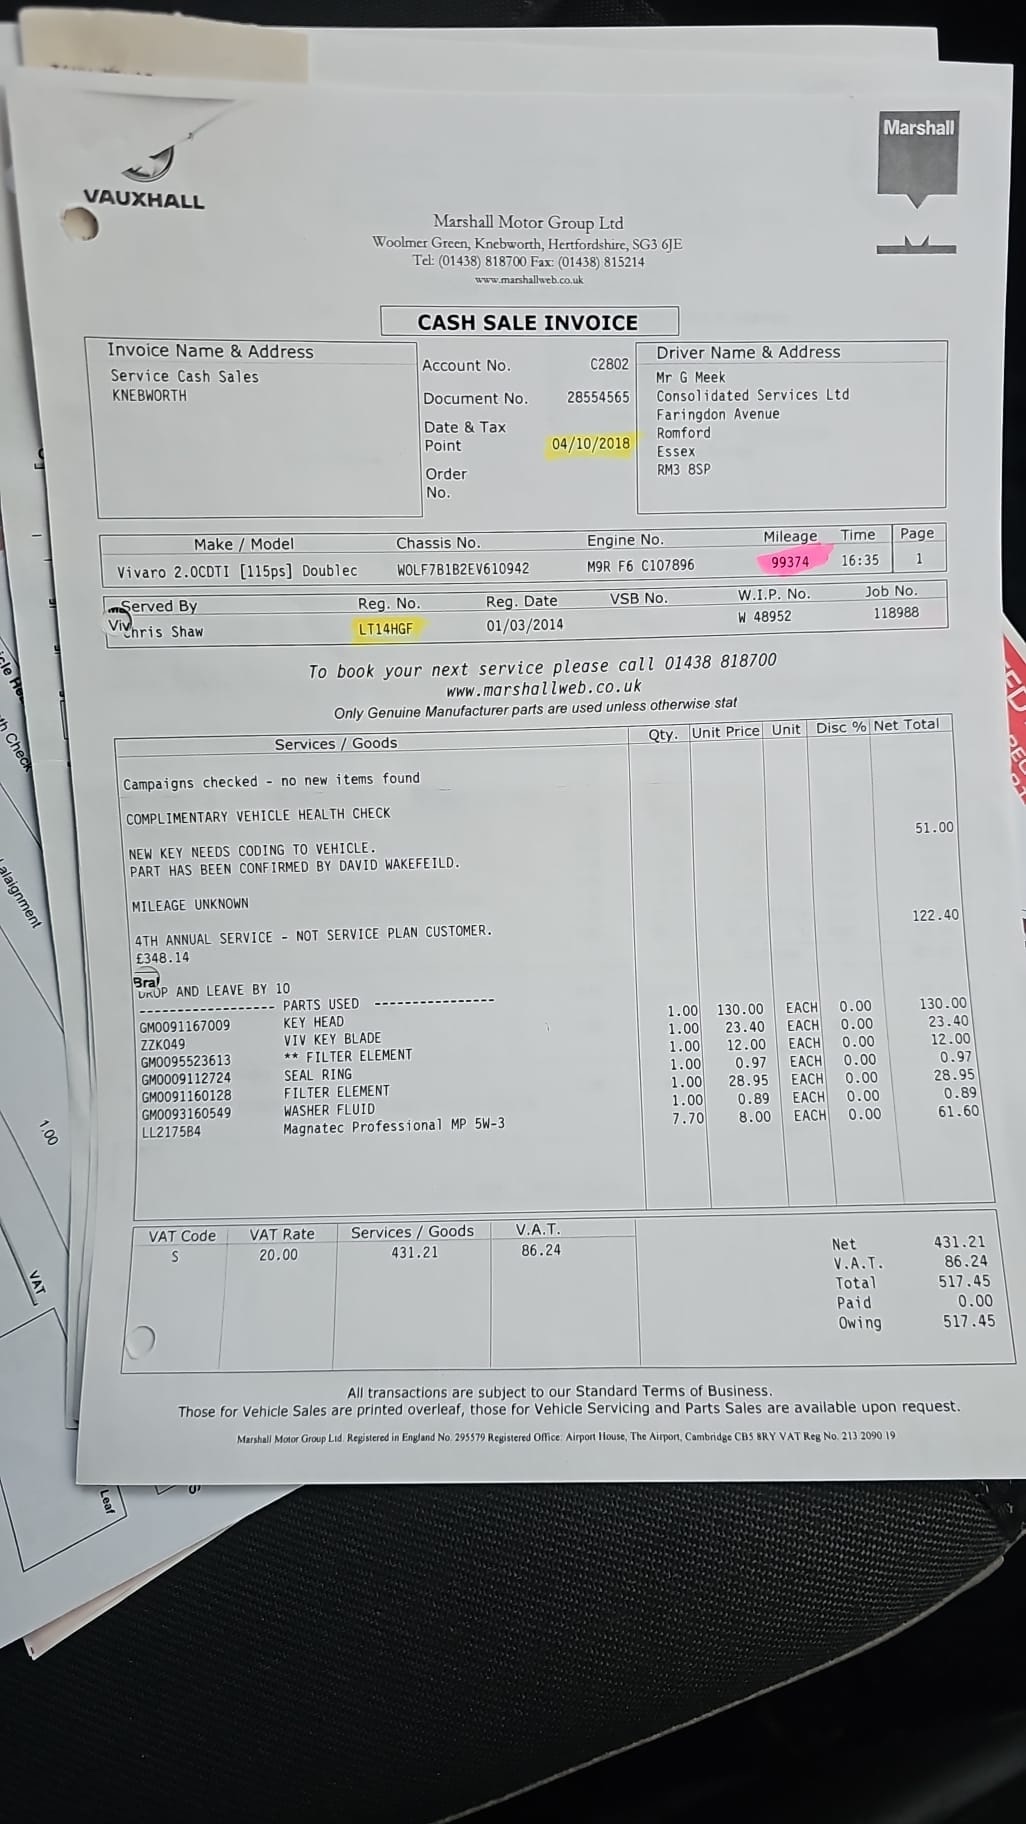 VAUXHALL
Marshall
Marshall Motor Group Ltd
Woolmer Green, Knebworth, Hertfordshire, SG3 6JE
Tel: (01438) 818700 Fax: (01438) 815214
www.marshallweb.co.uk
CASH SALE INVOICE
Invoice Name & Address
Service Cash Sales
KNEBWORTH
Account No. C2802
Document No. 28554565
Date & Tax
Point 04/10/2018
Order
No.
Driver Name & Address
Mr G Meek
Consolidated Services Ltd
Faringdon Avenue
Romford
Essex
RM3 8SP
Make / Model Chassis No. Engine No. Mileage Time Page
Vivaro 2.0CDTI [115ps] Doublec WOLF7B1B2EV610942 M9R F6 C107896 99374 16:35 1
Served By Reg. No. Reg. Date VSB No. W.I.P. No. Job No.
Viv Chris Shaw LT14HGF 01/03/2014 W 48952 118988
To book your next service please call 01438 818700
www.marshallweb.co.uk
Only Genuine Manufacturer parts are used unless otherwise stat
Services / Goods Qty. Unit Price Unit Disc % Net Total
Campaigns checked - no new items found
COMPLIMENTARY VEHICLE HEALTH CHECK
51.00
NEW KEY NEEDS CODING TO VEHICLE.
PART HAS BEEN CONFIRMED BY DAVID WAKEFEILD.
MILEAGE UNKNOWN
122.40
4TH ANNUAL SERVICE - NOT SERVICE PLAN CUSTOMER.
£348.14
Bra
DROP AND LEAVE BY 10
------------------ PARTS USED ----------------
GM0091167009 KEY HEAD 1.00 130.00 EACH 0.00 130.00
ZZK049 VIV KEY BLADE 1.00 23.40 EACH 0.00 23.40
GM0095523613 ** FILTER ELEMENT 1.00 12.00 EACH 0.00 12.00
GM0009112724 SEAL RING 1.00 0.97 EACH 0.00 0.97
GM0091160128 FILTER ELEMENT 1.00 28.95 EACH 0.00 28.95
GM0093160549 WASHER FLUID 1.00 0.89 EACH 0.00 0.89
LL2175B4 Magnatec Professional MP 5W-3 7.70 8.00 EACH 0.00 61.60
VAT Code VAT Rate Services / Goods V.A.T.
S 20.00 431.21 86.24
Net 431.21
V.A.T. 86.24
Total 517.45
Paid 0.00
Owing 517.45
All transactions are subject to our Standard Terms of Business.
Those for Vehicle Sales are printed overleaf, those for Vehicle Servicing and Parts Sales are available upon request.
Marshall Motor Group Ltd. Registered in England No. 295579 Registered Office: Airport House, The Airport, Cambridge CB5 8RY VAT Reg No. 213 2090 19
Check
1.00
VAT
Leaf